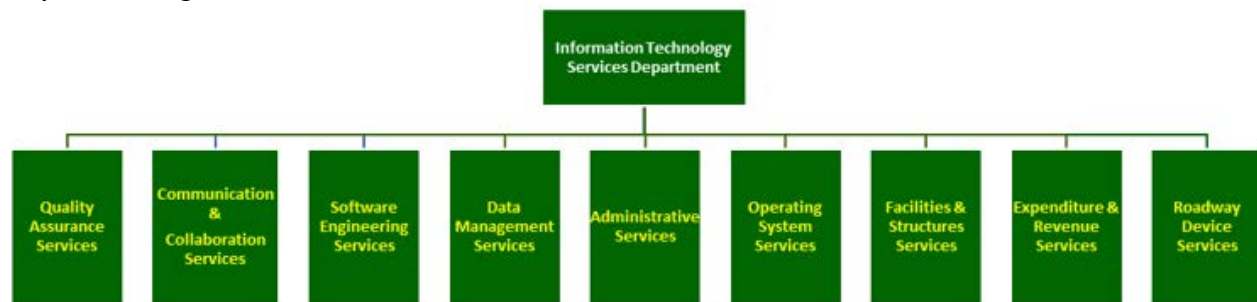 Information Technology
Services Department
Quality
Assurance
Services
Communication
&
Collaboration
Services
Software
Engineering
Services
Data
Management
Services
Administrative
Services
Operating
System
Services
Facilities &
Structures
Services
Expenditure &
Revenue
Services
Roadway
Device
Services